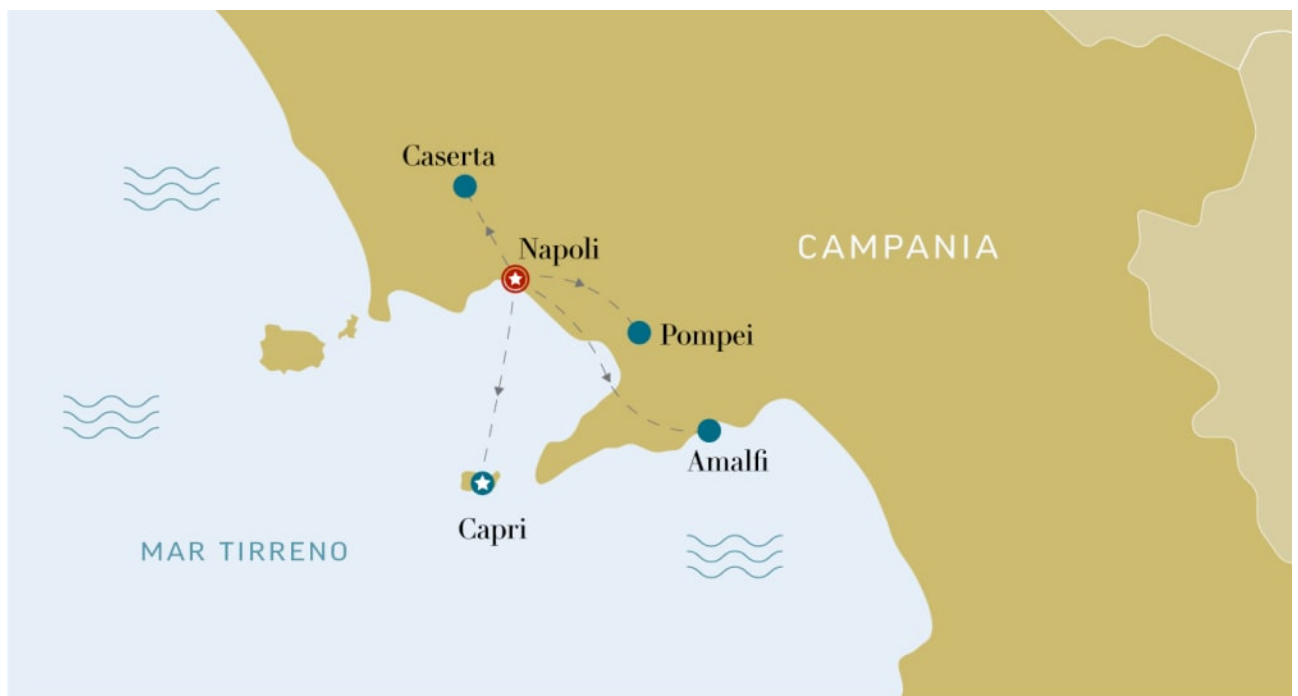 Caserta
Napoli
CAMPANIA
Pompei
Amalfi
Capri
MAR TIRRENO